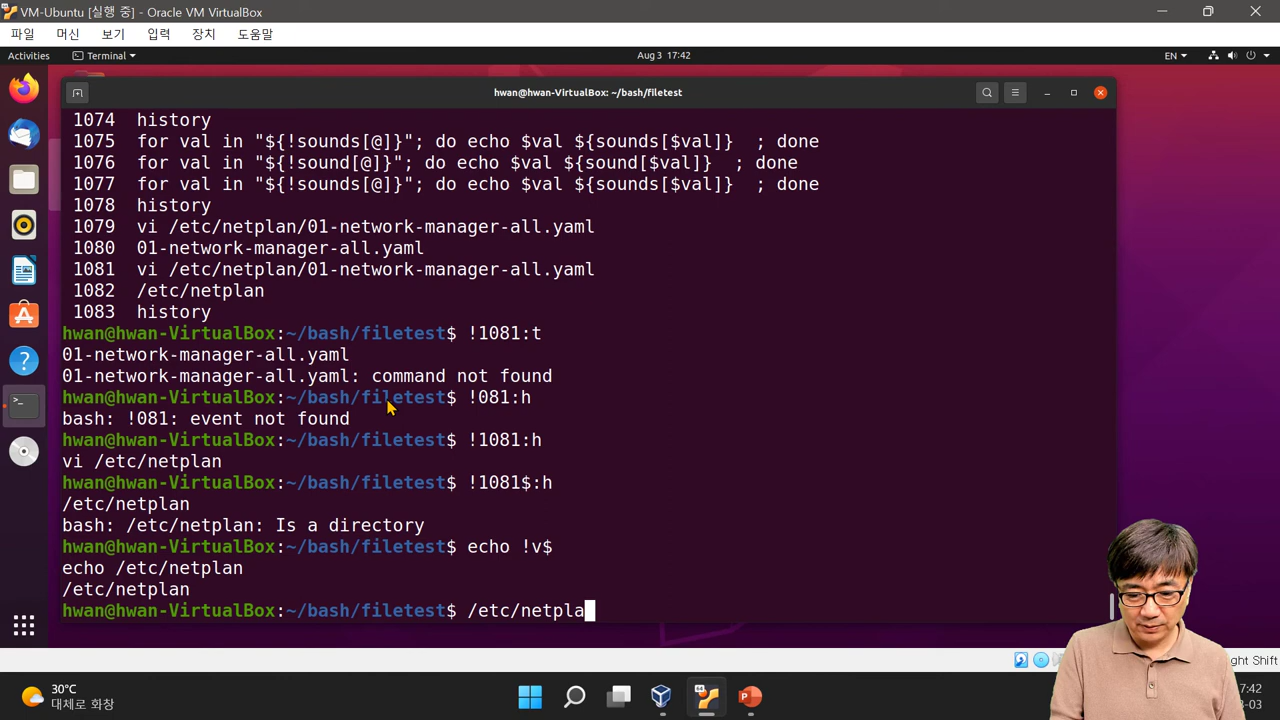 VM-Ubuntu [실행 중] - Oracle VM VirtualBox
파일 머신 보기 입력 장치 도움말
Activities Terminal Aug 3 17:42 EN
hwan@hwan-VirtualBox: ~/bash/filetest
1074 history
1075 for val in "${!sounds[@]}"; do echo $val ${sounds[$val]} ; done
1076 for val in "${!sound[@]}"; do echo $val ${sound[$val]} ; done
1077 for val in "${!sounds[@]}"; do echo $val ${sounds[$val]} ; done
1078 history
1079 vi /etc/netplan/01-network-manager-all.yaml
1080 01-network-manager-all.yaml
1081 vi /etc/netplan/01-network-manager-all.yaml
1082 /etc/netplan
1083 history
hwan@hwan-VirtualBox:~/bash/filetest$ !1081:t
01-network-manager-all.yaml
01-network-manager-all.yaml: command not found
hwan@hwan-VirtualBox:~/bash/filetest$ !081:h
bash: !081: event not found
hwan@hwan-VirtualBox:~/bash/filetest$ !1081:h
vi /etc/netplan
hwan@hwan-VirtualBox:~/bash/filetest$ !1081$:h
/etc/netplan
bash: /etc/netplan: Is a directory
hwan@hwan-VirtualBox:~/bash/filetest$ echo !v$
echo /etc/netplan
/etc/netplan
hwan@hwan-VirtualBox:~/bash/filetest$ /etc/netpla
ght Shift
30°C
대체로 화창
17:42
8-03